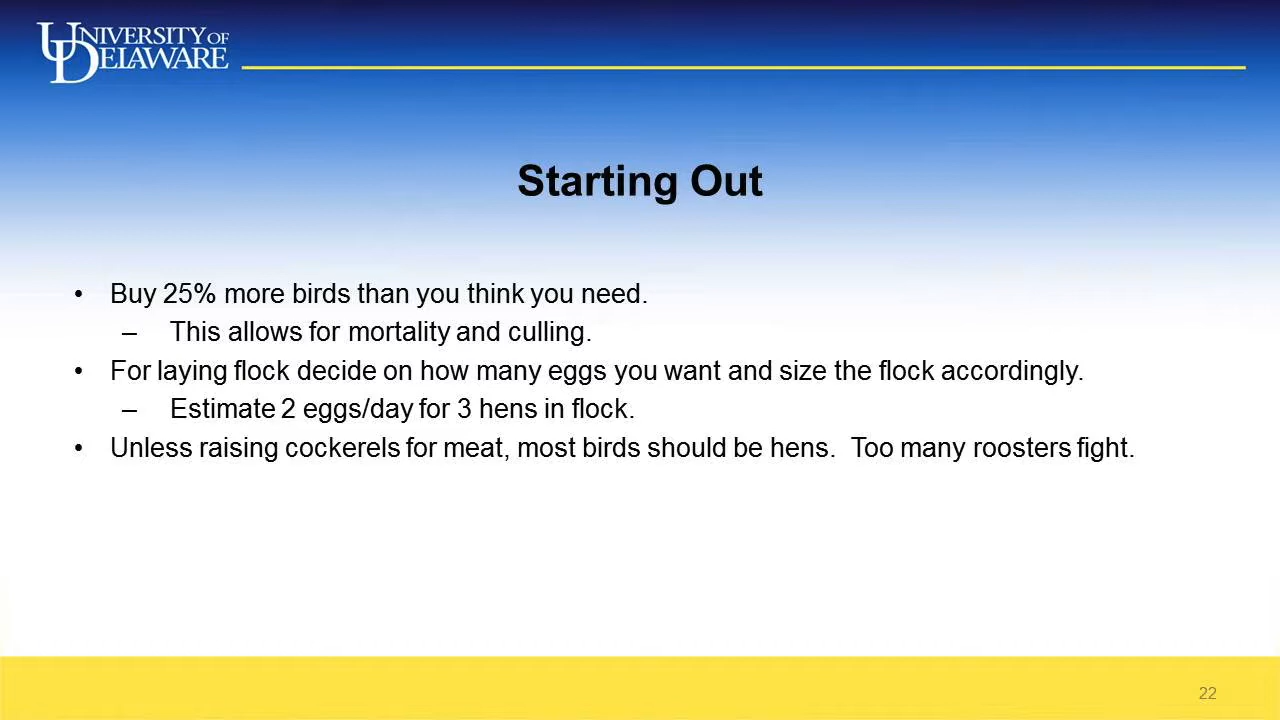 UNIVERSITY OF
DELAWARE
Starting Out
• Buy 25% more birds than you think you need.
– This allows for mortality and culling.
• For laying flock decide on how many eggs you want and size the flock accordingly.
– Estimate 2 eggs/day for 3 hens in flock.
• Unless raising cockerels for meat, most birds should be hens.  Too many roosters fight.
22